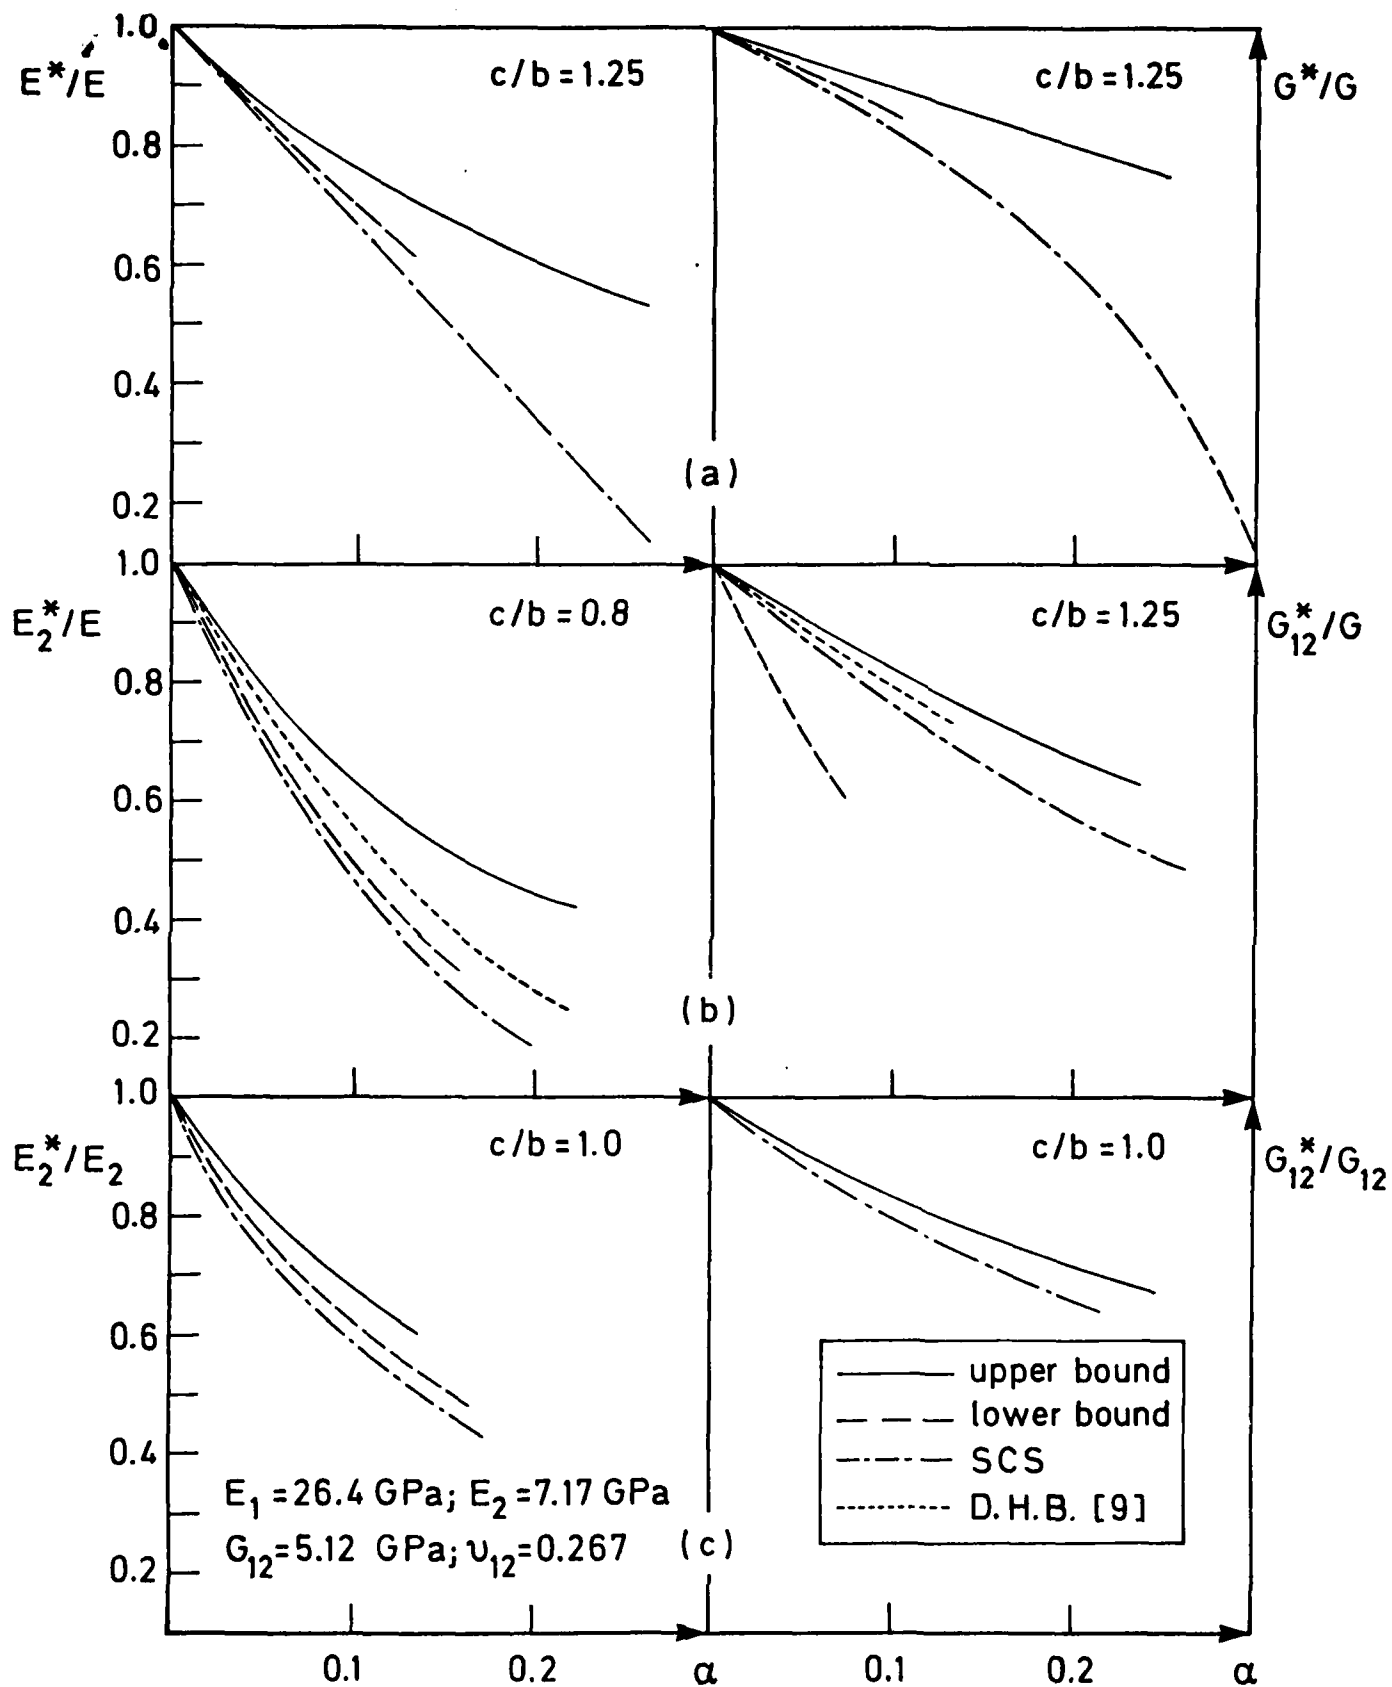 1.0
E*/E
0.8
0.6
0.4
0.2
c/b = 1.25
c/b = 1.25
G*/G
(a)
1.0
E₂*/E
0.8
0.6
0.4
0.2
c/b = 0.8
c/b = 1.25
G₁₂*/G
(b)
1.0
E₂*/E₂
0.8
0.6
0.4
0.2
c/b = 1.0
c/b = 1.0
G₁₂*/G₁₂
upper bound
lower bound
SCS
D.H.B. [9]
E₁ = 26.4 GPa; E₂ = 7.17 GPa
G₁₂ = 5.12 GPa; υ₁₂ = 0.267
(c)
0.1 0.2 α 0.1 0.2 α